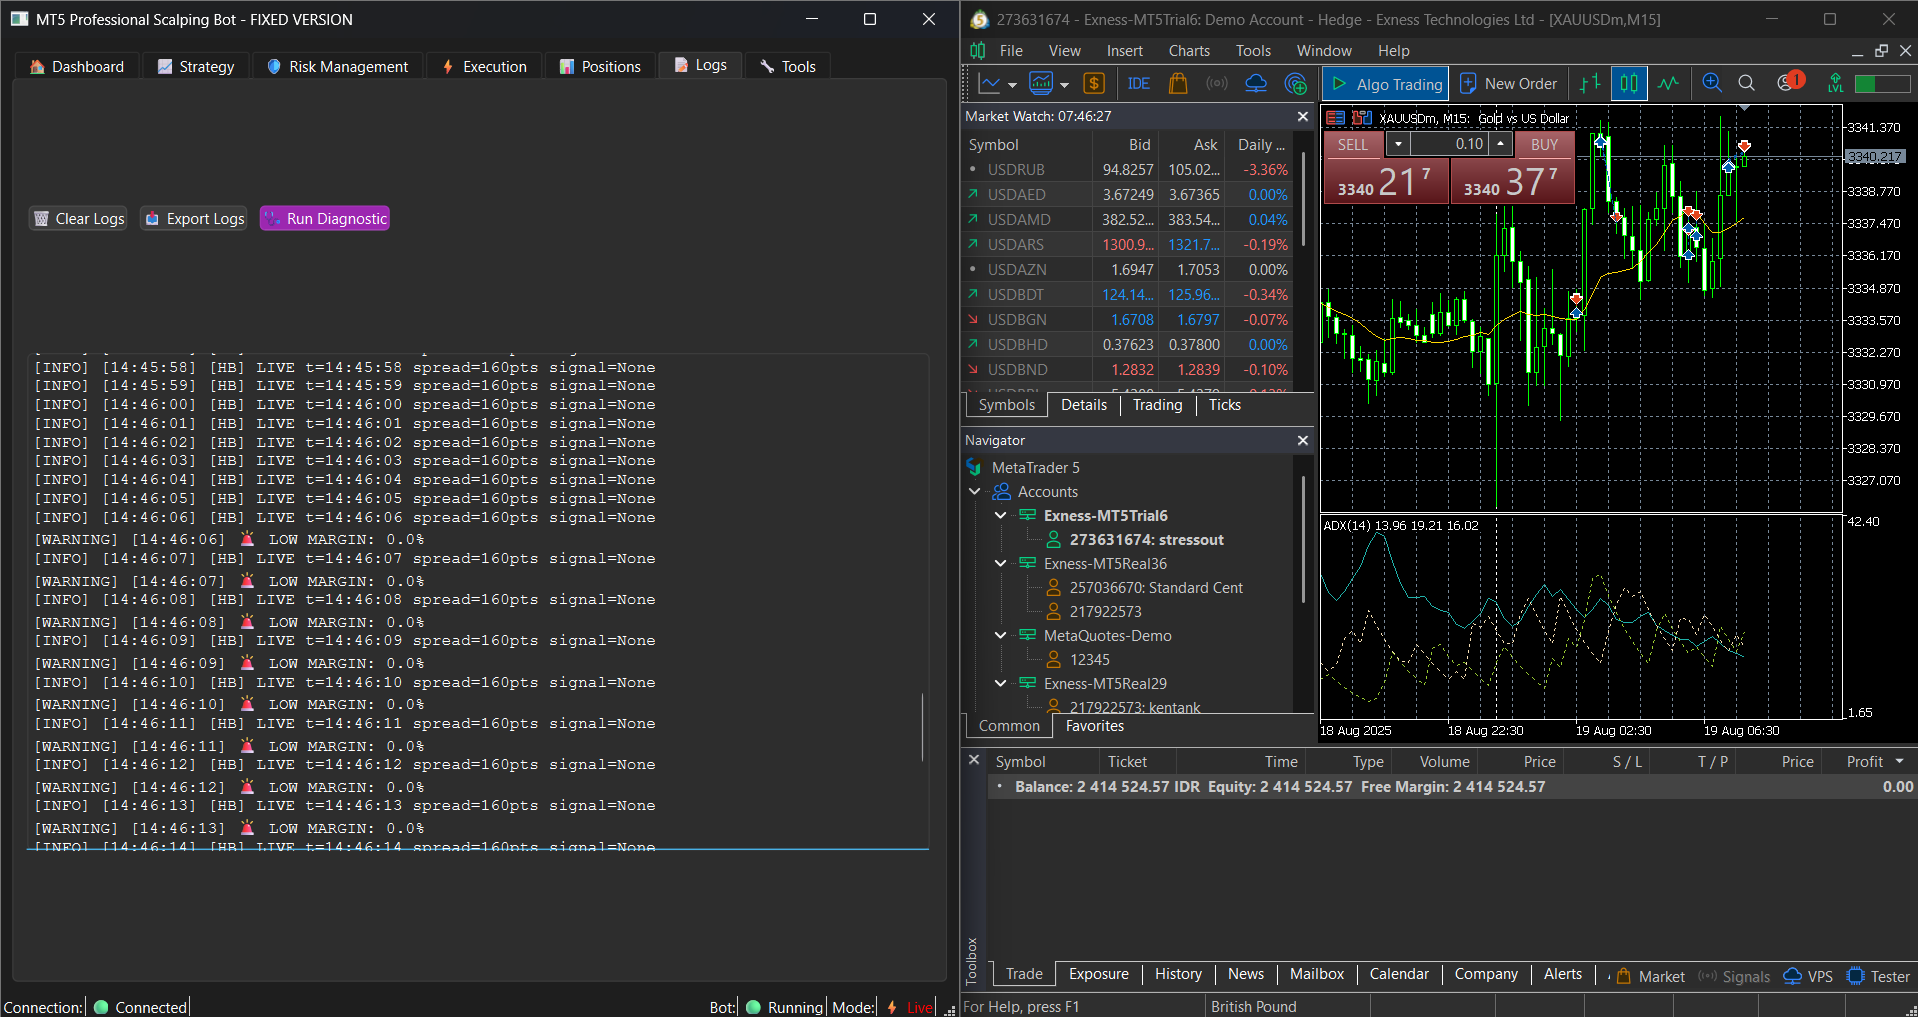 MT5 Professional Scalping Bot - FIXED VERSION
Dashboard Strategy Risk Management Execution Positions Logs Tools
Clear Logs Export Logs Run Diagnostic
[INFO] [14:45:58] [HB] LIVE t=14:45:58 spread=160pts signal=None
[INFO] [14:45:59] [HB] LIVE t=14:45:59 spread=160pts signal=None
[INFO] [14:46:00] [HB] LIVE t=14:46:00 spread=160pts signal=None
[INFO] [14:46:01] [HB] LIVE t=14:46:01 spread=160pts signal=None
[INFO] [14:46:02] [HB] LIVE t=14:46:02 spread=160pts signal=None
[INFO] [14:46:03] [HB] LIVE t=14:46:03 spread=160pts signal=None
[INFO] [14:46:04] [HB] LIVE t=14:46:04 spread=160pts signal=None
[INFO] [14:46:05] [HB] LIVE t=14:46:05 spread=160pts signal=None
[INFO] [14:46:06] [HB] LIVE t=14:46:06 spread=160pts signal=None
[WARNING] [14:46:06] 🚨 LOW MARGIN: 0.0%
[INFO] [14:46:07] [HB] LIVE t=14:46:07 spread=160pts signal=None
[WARNING] [14:46:07] 🚨 LOW MARGIN: 0.0%
[INFO] [14:46:08] [HB] LIVE t=14:46:08 spread=160pts signal=None
[WARNING] [14:46:08] 🚨 LOW MARGIN: 0.0%
[INFO] [14:46:09] [HB] LIVE t=14:46:09 spread=160pts signal=None
[WARNING] [14:46:09] 🚨 LOW MARGIN: 0.0%
[INFO] [14:46:10] [HB] LIVE t=14:46:10 spread=160pts signal=None
[WARNING] [14:46:10] 🚨 LOW MARGIN: 0.0%
[INFO] [14:46:11] [HB] LIVE t=14:46:11 spread=160pts signal=None
[WARNING] [14:46:11] 🚨 LOW MARGIN: 0.0%
[INFO] [14:46:12] [HB] LIVE t=14:46:12 spread=160pts signal=None
[WARNING] [14:46:12] 🚨 LOW MARGIN: 0.0%
[INFO] [14:46:13] [HB] LIVE t=14:46:13 spread=160pts signal=None
[WARNING] [14:46:13] 🚨 LOW MARGIN: 0.0%
[INFO] [14:46:14] [HB] LIVE t=14:46:14 spread=160pts signal=None
Connection: Connected Bot: Running Mode: Live
273631674 - Exness-MT5Trial6: Demo Account - Hedge - Exness Technologies Ltd - [XAUUSDm,M15]
File View Insert Charts Tools Window Help
IDE Algo Trading New Order 1 LVL
Market Watch: 07:46:27
Symbol Bid Ask Daily ...
USDRUB 94.8257 105.02... -3.36%
USDAED 3.67249 3.67365 0.00%
USDAMD 382.52... 383.54... 0.04%
USDARS 1300.9... 1321.7... -0.19%
USDAZN 1.6947 1.7053 0.00%
USDBDT 124.14... 125.96... -0.34%
USDBGN 1.6708 1.6797 -0.07%
USDBHD 0.37623 0.37800 0.00%
USDBND 1.2832 1.2839 -0.10%
Symbols Details Trading Ticks
Navigator
MetaTrader 5
Accounts
Exness-MT5Trial6
273631674: stressout
Exness-MT5Real36
257036670: Standard Cent
217922573
MetaQuotes-Demo
12345
Exness-MT5Real29
217922573: kentank
Common Favorites
XAUUSDm, M15: Gold vs US Dollar
SELL 0.10 BUY
3340 21 7 3340 37 7
3341.370
3340.217
3338.770
3337.470
3336.170
3334.870
3333.570
3332.270
3330.970
3329.670
3328.370
3327.070
ADX(14) 13.96 19.21 16.02
42.40
1.65
18 Aug 2025 18 Aug 22:30 19 Aug 02:30 19 Aug 06:30
Symbol Ticket Time Type Volume Price S / L T / P Price Profit
Balance: 2 414 524.57 IDR Equity: 2 414 524.57 Free Margin: 2 414 524.57 0.00
Toolbox
Trade Exposure History News Mailbox Calendar Company Alerts Market Signals VPS Tester
For Help, press F1 British Pound